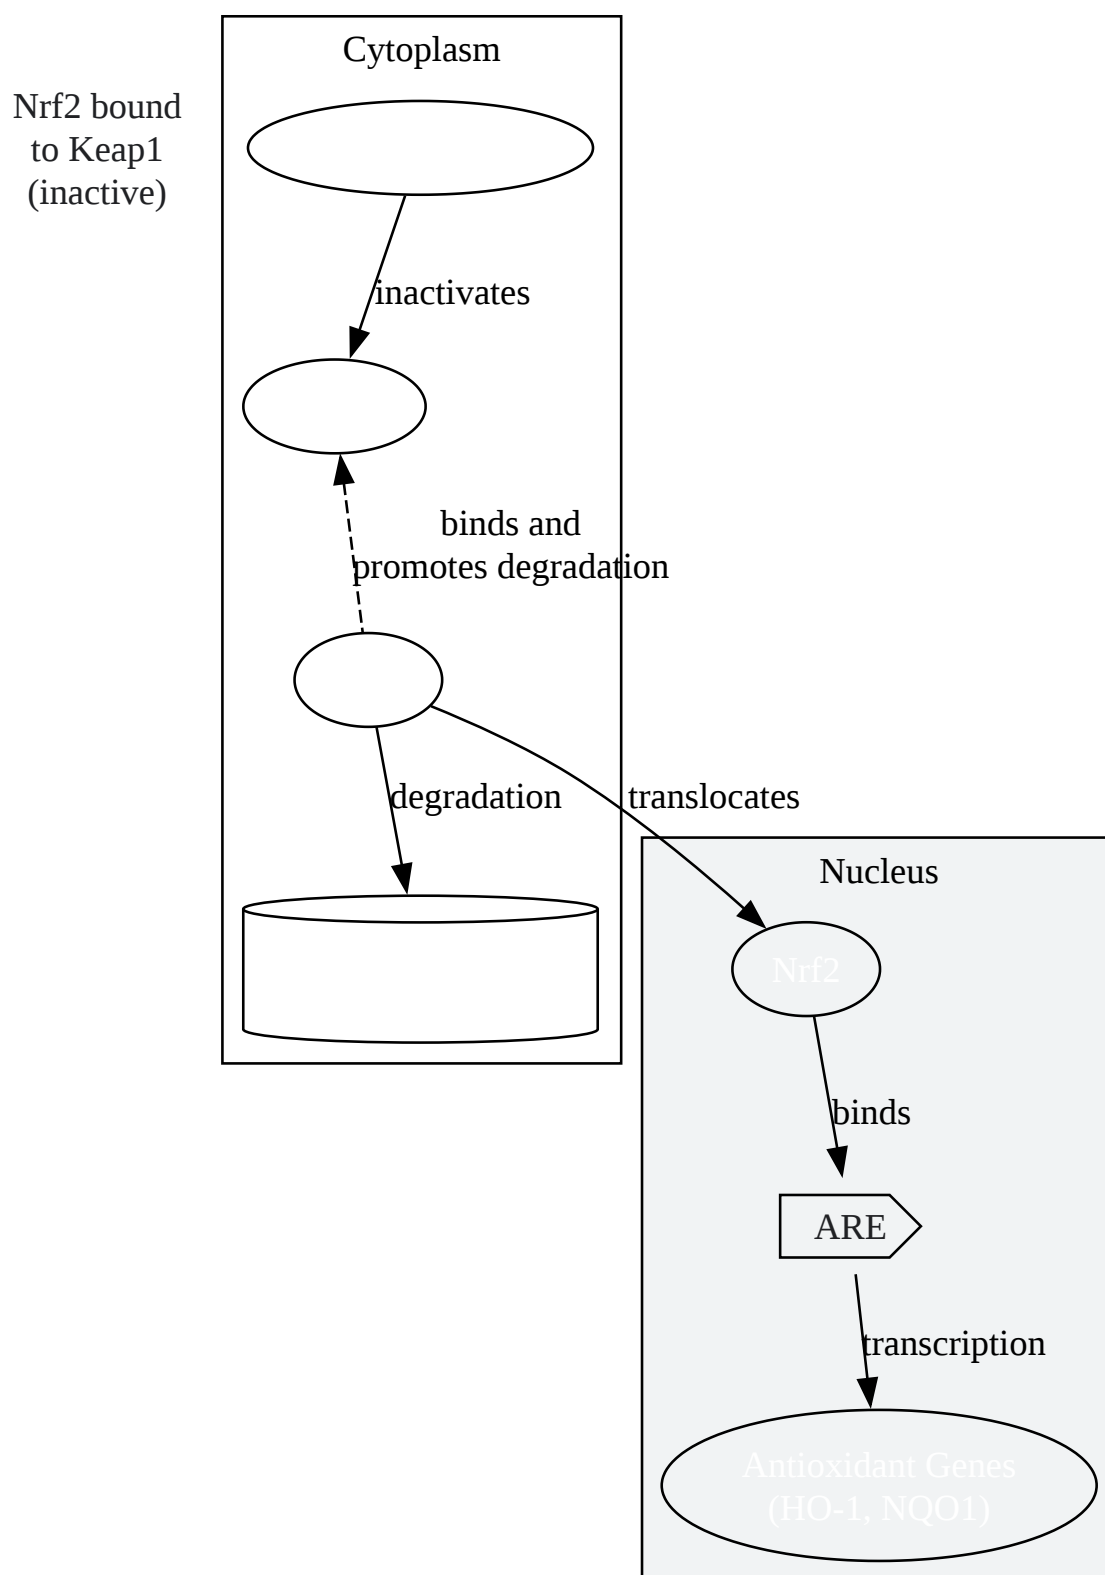 Cytoplasm
Nrf2 bound
to Keap1
(inactive)
inactivates
binds and
promotes degradation
degradation
translocates
Nucleus
Nrf2
binds
ARE
transcription
Antioxidant Genes
(HO-1, NQO1)